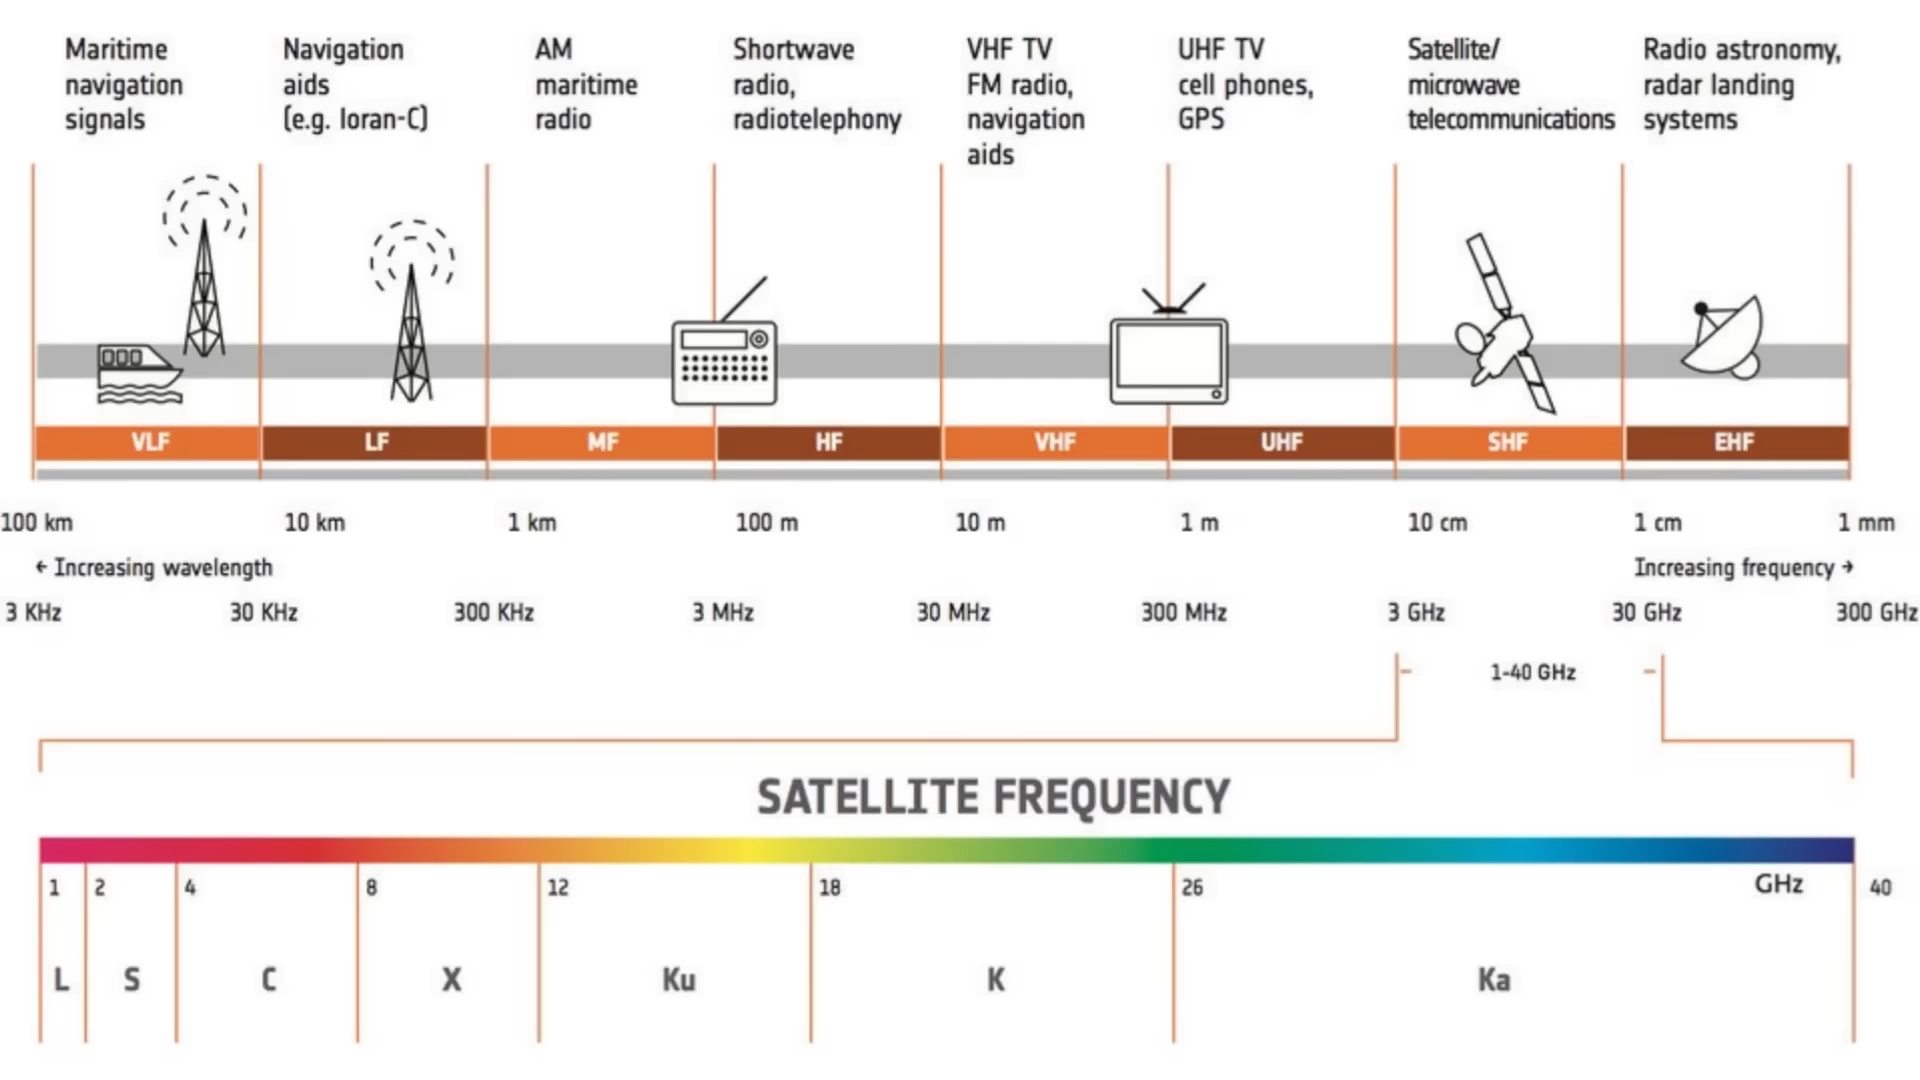 Maritime
navigation
signals
Navigation
aids
(e.g. loran-C)
AM
maritime
radio
Shortwave
radio,
radiotelephony
VHF TV
FM radio,
navigation
aids
UHF TV
cell phones,
GPS
Satellite/
microwave
telecommunications
Radio astronomy,
radar landing
systems
VLF LF MF HF VHF UHF SHF EHF
100 km 10 km 1 km 100 m 10 m 1 m 10 cm 1 cm 1 mm
← Increasing wavelength Increasing frequency →
3 KHz 30 KHz 300 KHz 3 MHz 30 MHz 300 MHz 3 GHz 30 GHz 300 GHz
1-40 GHz
SATELLITE FREQUENCY
1 2 4 8 12 18 26 GHz 40
L S C X Ku K Ka